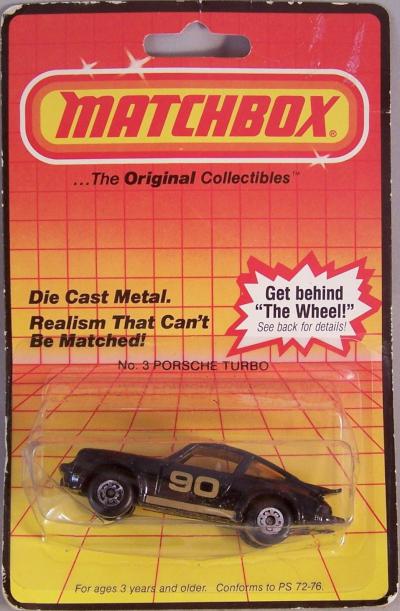 MATCHBOX®
...The Original Collectibles™
Die Cast Metal.
Realism That Can't
Be Matched!
Get behind
"The Wheel!"
See back for details!
No. 3 PORSCHE TURBO
90
For ages 3 years and older. Conforms to PS 72-76.